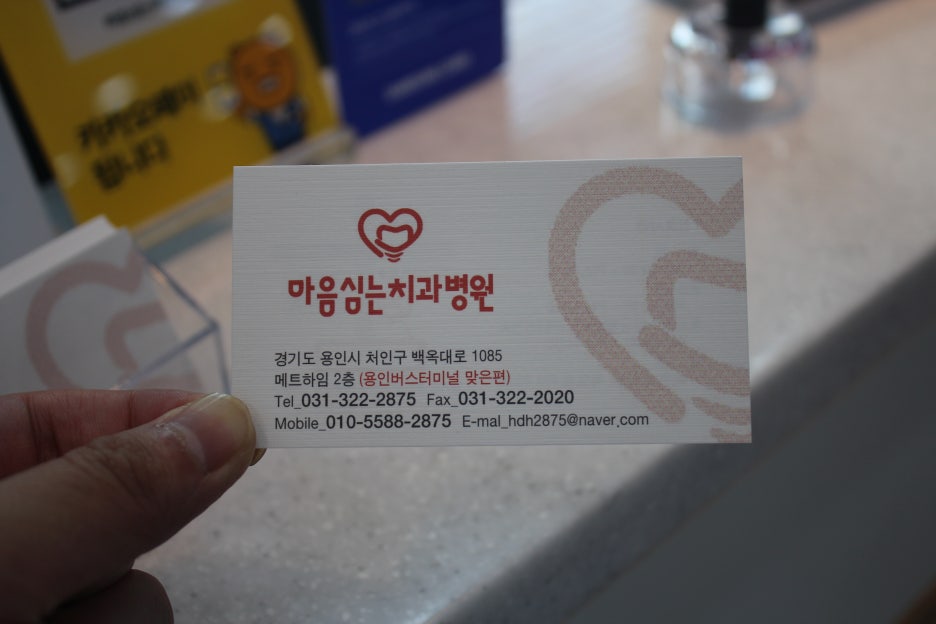 마음심는치과병원
경기도 용인시 처인구 백옥대로 1085
메트하임 2층 (용인버스터미널 맞은편)
Tel_031-322-2875 Fax_031-322-2020
Mobile_010-5588-2875 E-mal_hdh2875@naver.com